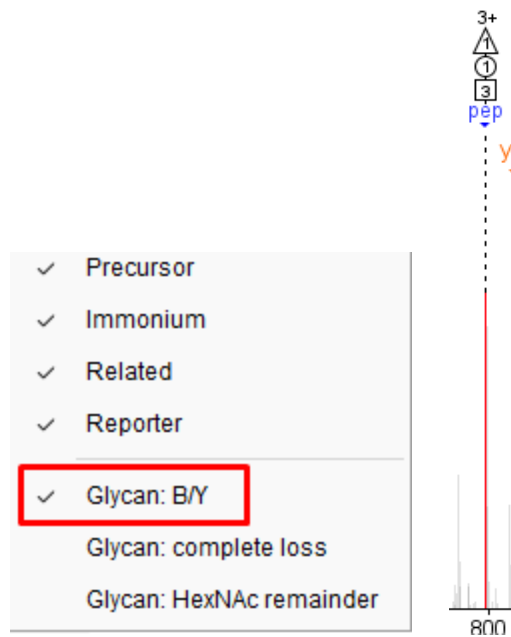 Precursor
Immonium
Related
Reporter
Glycan: B/Y
Glycan: complete loss
Glycan: HexNAc remainder
3+
1
1
3
pep
y
800